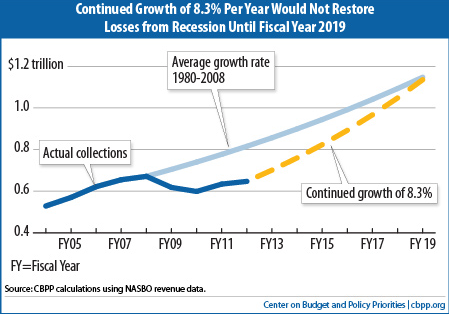 Continued Growth of 8.3% Per Year Would Not Restore
Losses from Recession Until Fiscal Year 2019
$1.2 trillion
1.0
0.8
0.6
0.4
Average growth rate
1980-2008
Actual collections
Continued growth of 8.3%
FY05 FY07 FY09 FY11 FY13 FY15 FY17 FY 19
FY=Fiscal Year
Source: CBPP calculations using NASBO revenue data.
Center on Budget and Policy Priorities | cbpp.org